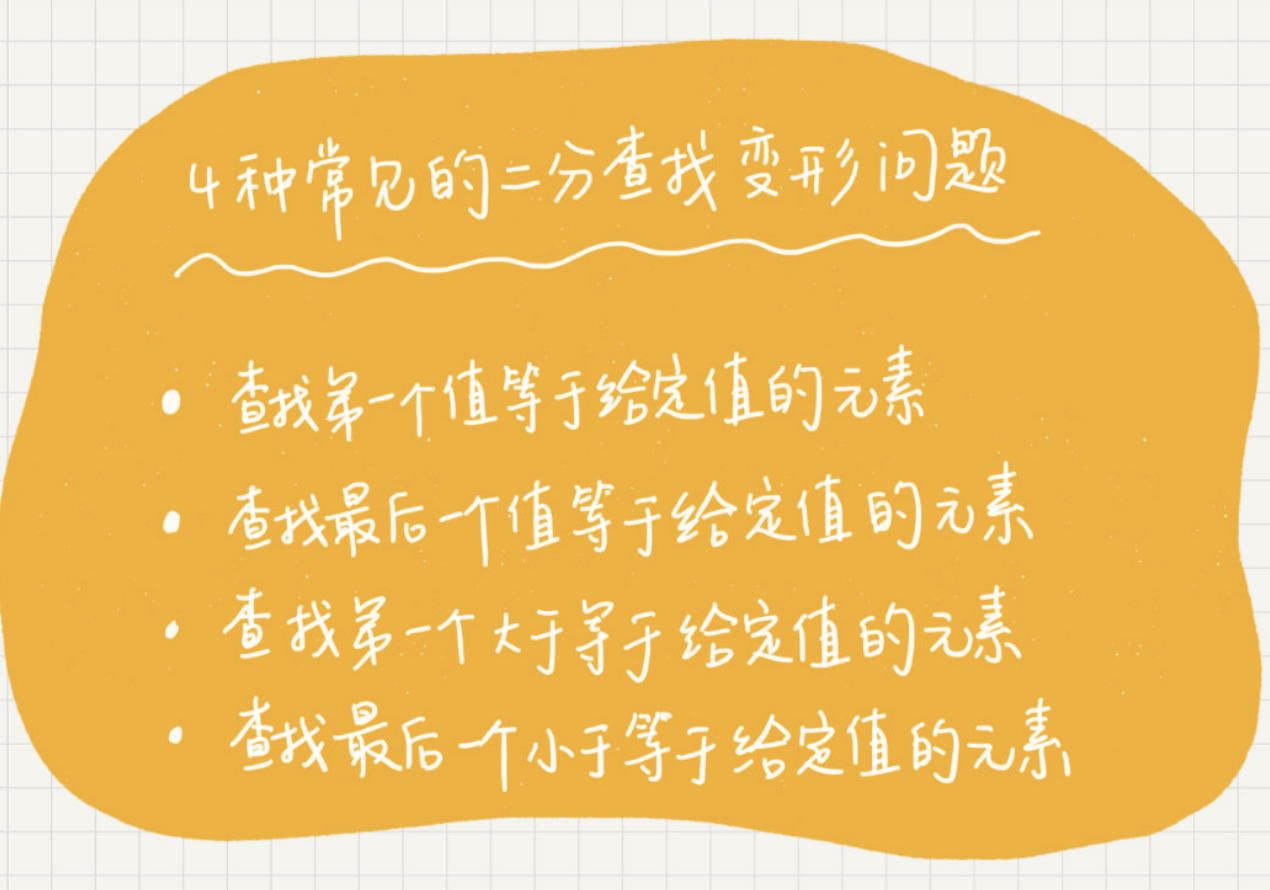 4种常见的二分查找变形问题
• 查找第一个值等于给定值的元素
• 查找最后一个值等于给定值的元素
• 查找第一个大于等于给定值的元素
• 查找最后一个小于等于给定值的元素